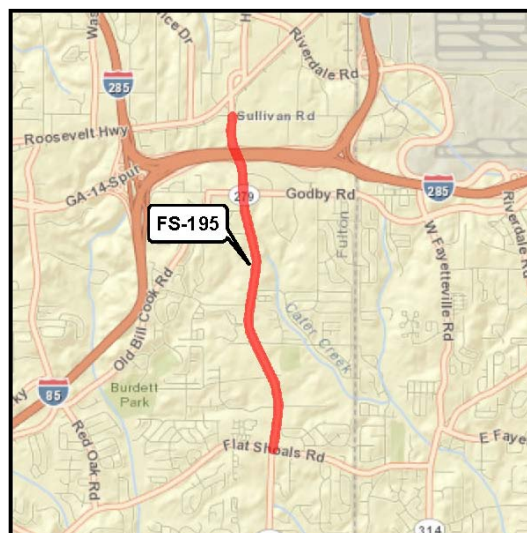 Riverdale Rd
285
Sullivan Rd
Roosevelt Hwy
GA-14-Spur
279
Godby Rd
285
Riverdale Rd
FS-195
Fulton
W Fayetteville Rd
Old Bill Cook Rd
Cater Creek
85
Burdett
Park
Red Oak Rd
Flat Shoals Rd
E Faye
314